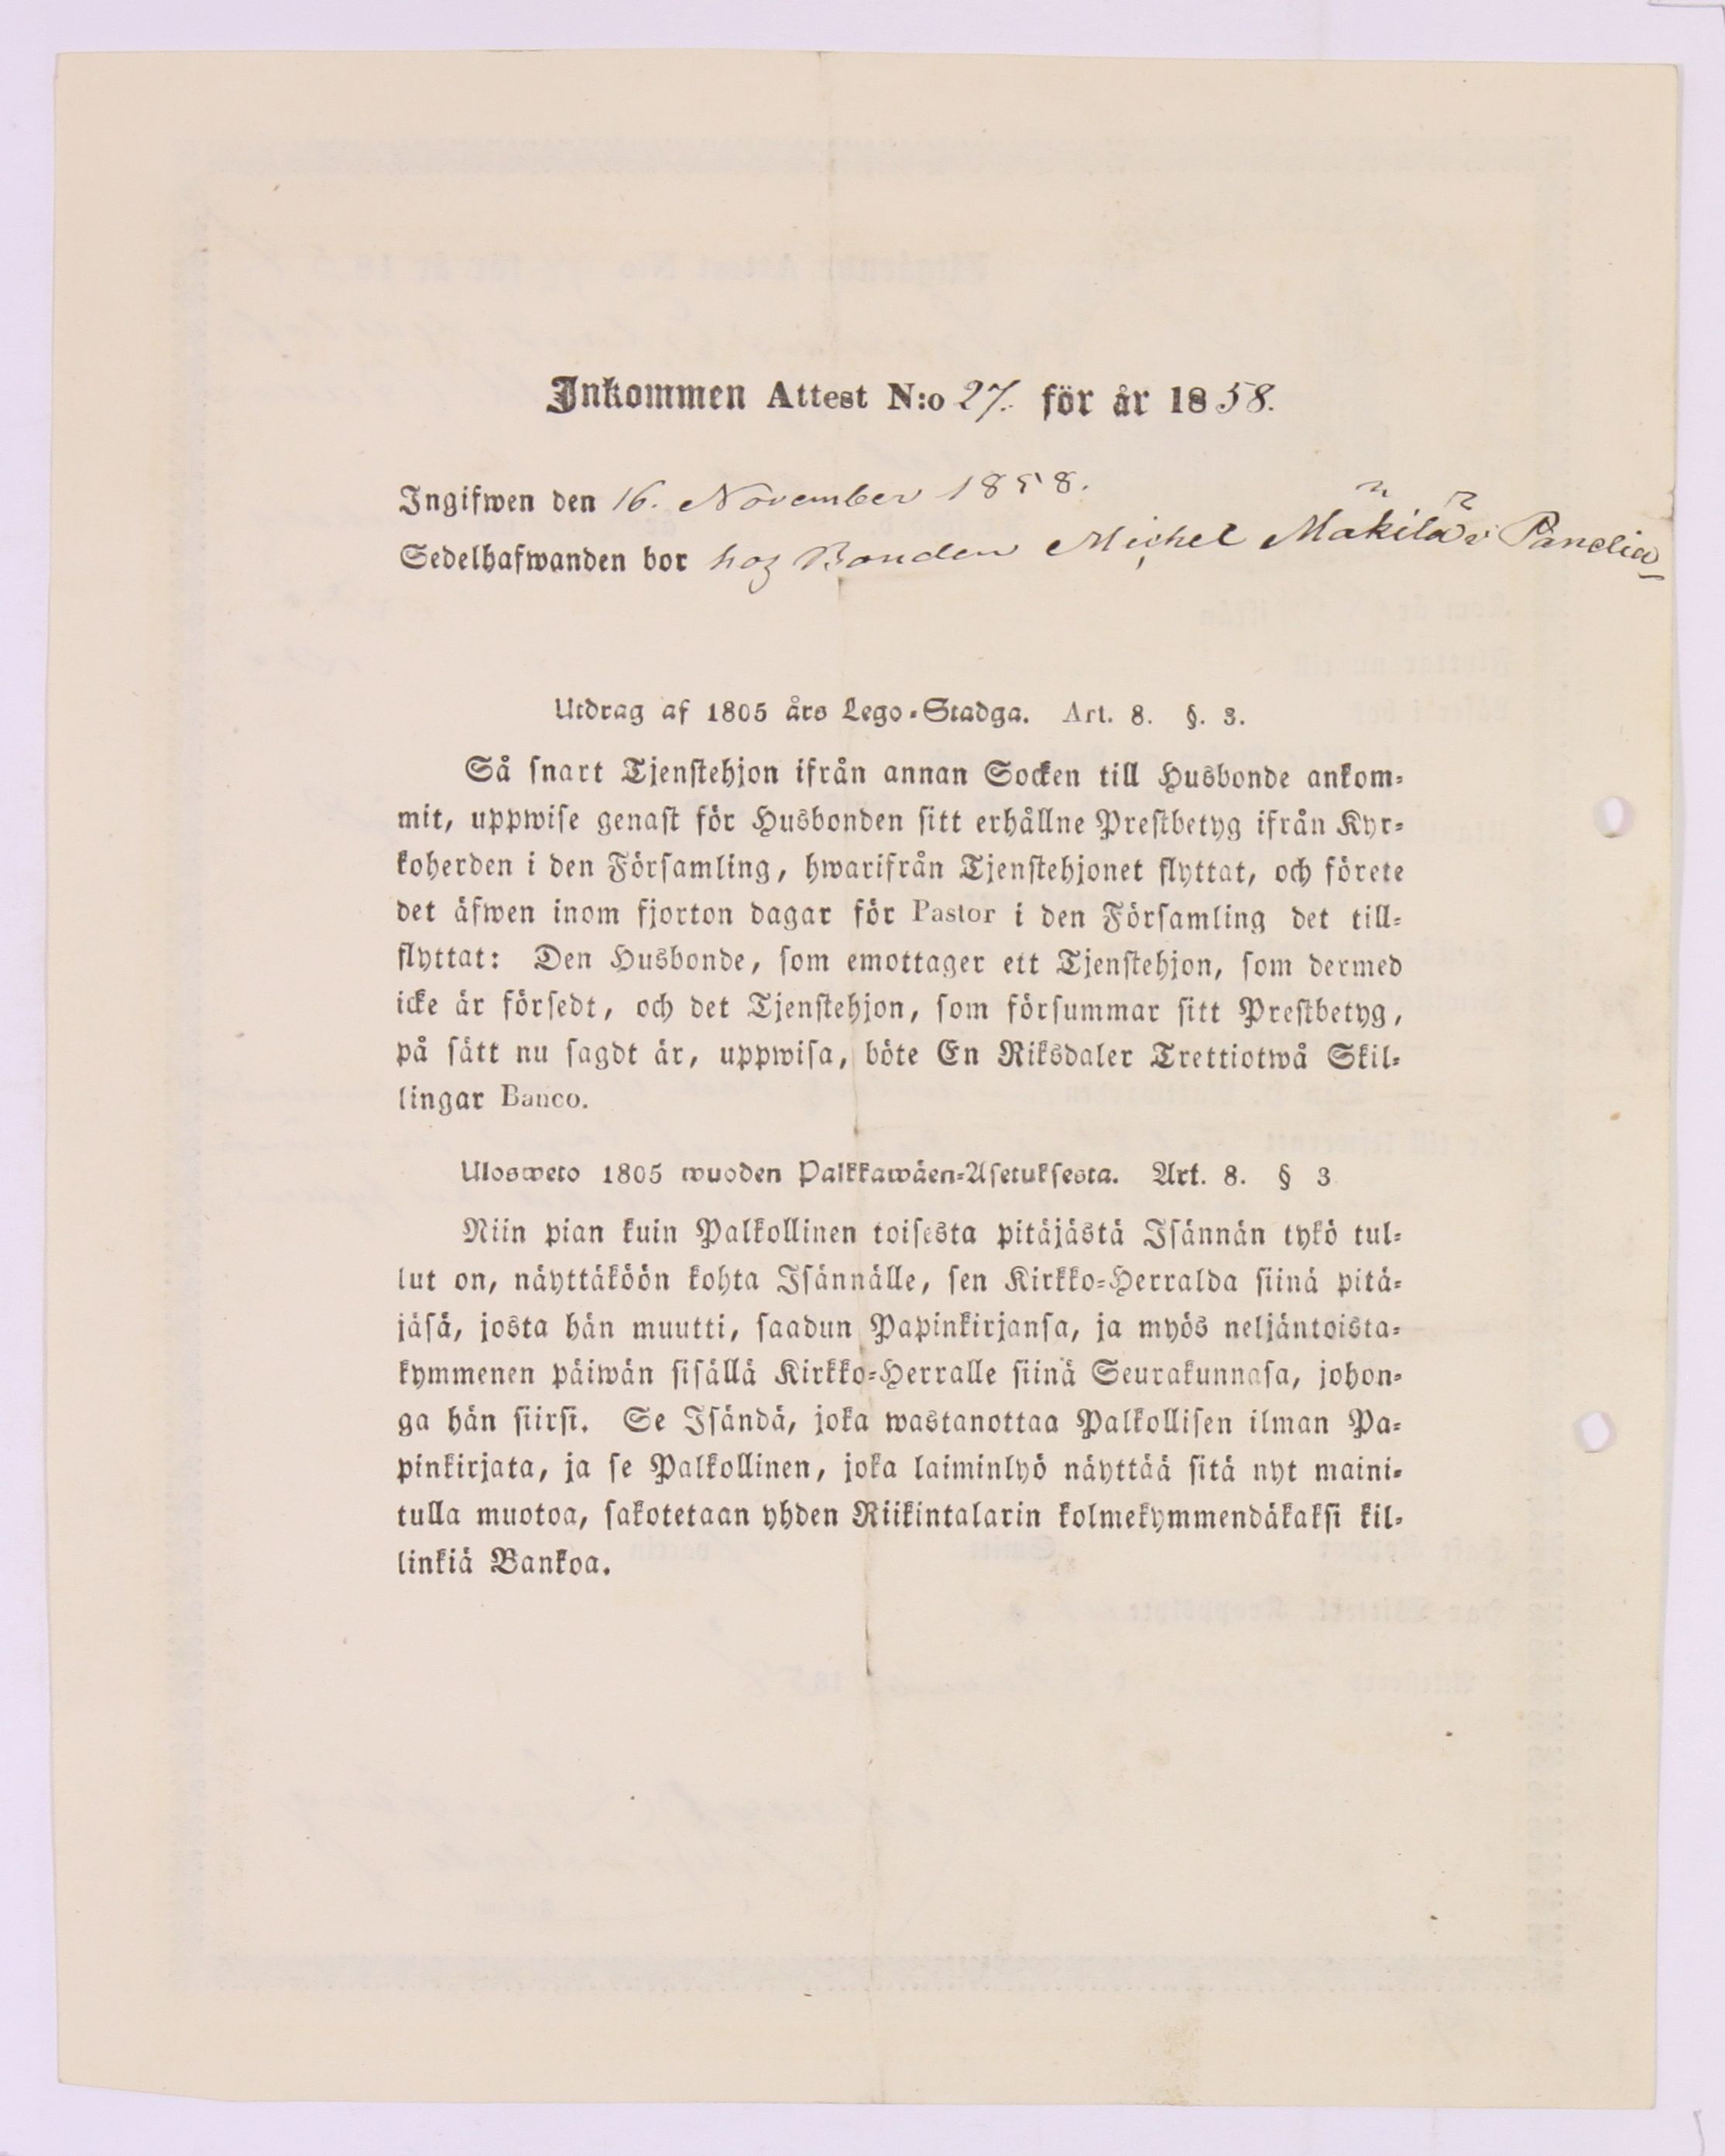 Inkommen Attest N:o 27. för år 1858.
Ingifwen den 16. November 1858.
Sedelhafwanden bor hos Bonden Michel Mäkilä i Panelia
Utdrag af 1805 års Lego-Stadga. Art. 8. §. 3.
Så snart Tjenstehjon ifrån annan Socken till Husbonde ankom-
mit, uppwise genast för Husbonden sitt erhållne Prestbetyg ifrån Kyr-
koherden i den Församling, hwarifrån Tjenstehjonet flyttat, och förete
det äfwen inom fjorton dagar för Pastor i den Församling det till-
flyttat: Den Husbonde, som emottager ett Tjenstehjon, som dermed
icke är försedt, och det Tjenstehjon, som försummar sitt Prestbetyg,
på sätt nu sagdt är, uppwisa, böte En Riksdaler Trettiotwå Skil-
lingar Banco.
Ulosweto 1805 wuoden Palkkawäen-Asetuksesta. Art. 8. § 3
Niin pian kuin Palkollinen toisesta pitäjästä Isännän tykö tul-
lut on, näyttäköön kohta Isännälle, sen Kirkko-Herralda siinä pitä-
jäsä, josta hän muutti, saadun Papinkirjansa, ja myös neljäntoista-
kymmenen päiwän sisällä Kirkko-Herralle siinä Seurakunnasa, johon-
ga hän siirsi. Se Isändä, joka wastanottaa Palkollisen ilman Pa-
pinkirjata, ja se Palkollinen, joka laiminlyö näyttää sitä nyt maini-
tulla muotoa, sakotetaan yhden Riikintalarin kolmekymmendäkaksi kil-
linkiä Bankoa.